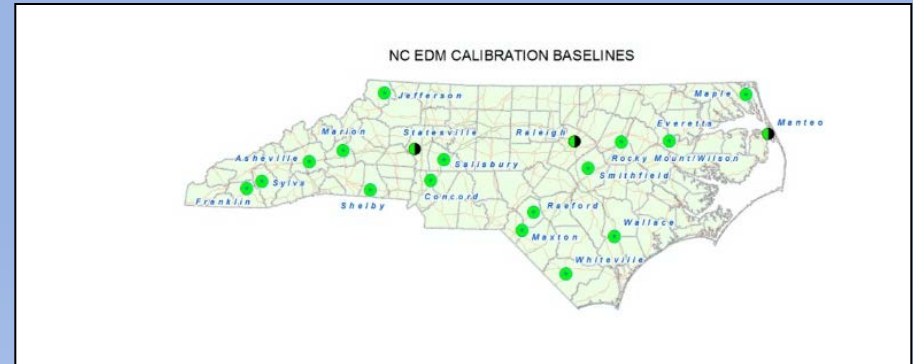 NC EDM CALIBRATION BASELINES
Jefferson
Maple
Marion
Statesville
Raleigh
Everetts
Manteo
Asheville
Salisbury
Rocky Mount/Wilson
Sylva
Smithfield
Franklin
Shelby
Concord
Raeford
Wallace
Maxton
Whiteville